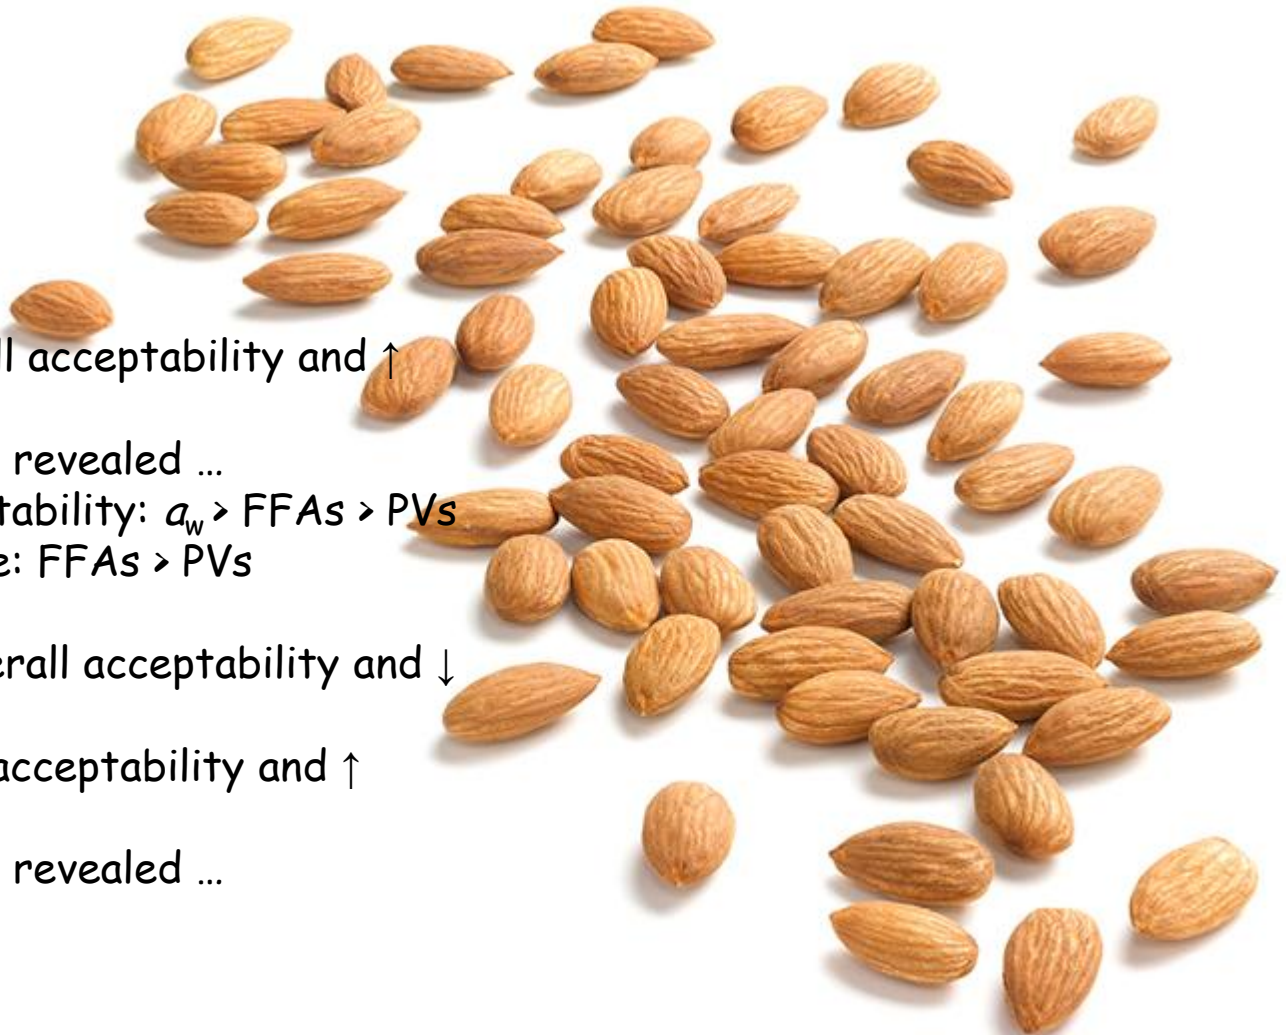 ll acceptability and ↑
revealed …
tability: aw > FFAs > PVs
e: FFAs > PVs
erall acceptability and ↓
acceptability and ↑
revealed …